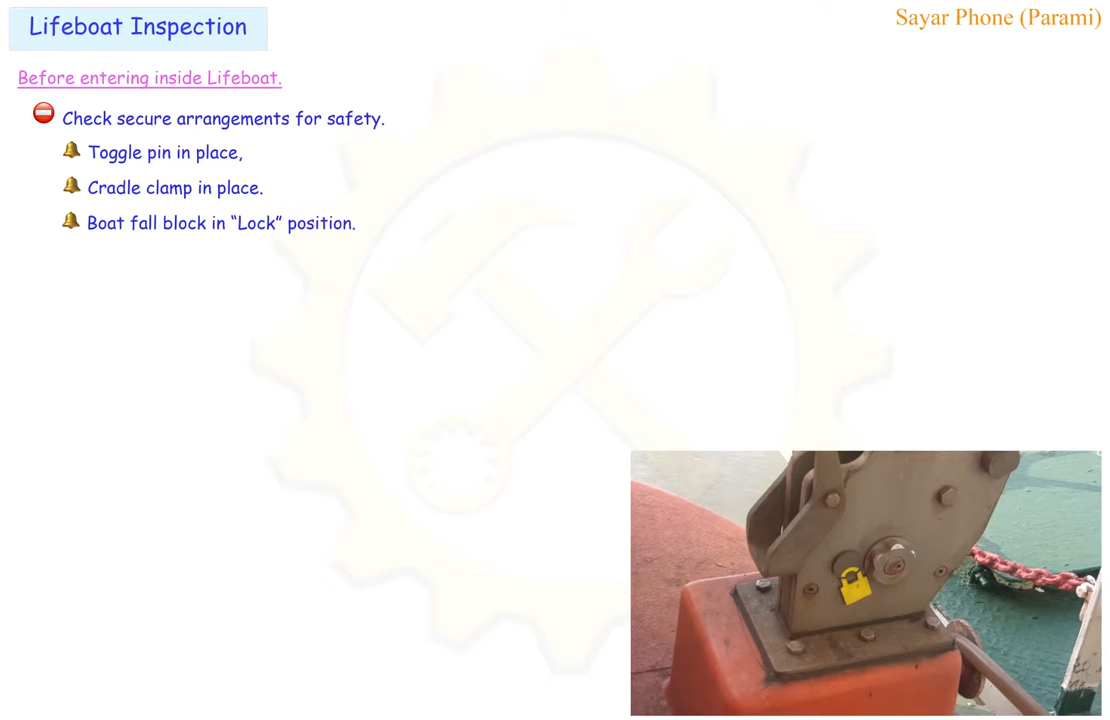 Lifeboat Inspection
Sayar Phone (Parami)
Before entering inside Lifeboat.
Check secure arrangements for safety.
Toggle pin in place,
Cradle clamp in place.
Boat fall block in “Lock” position.